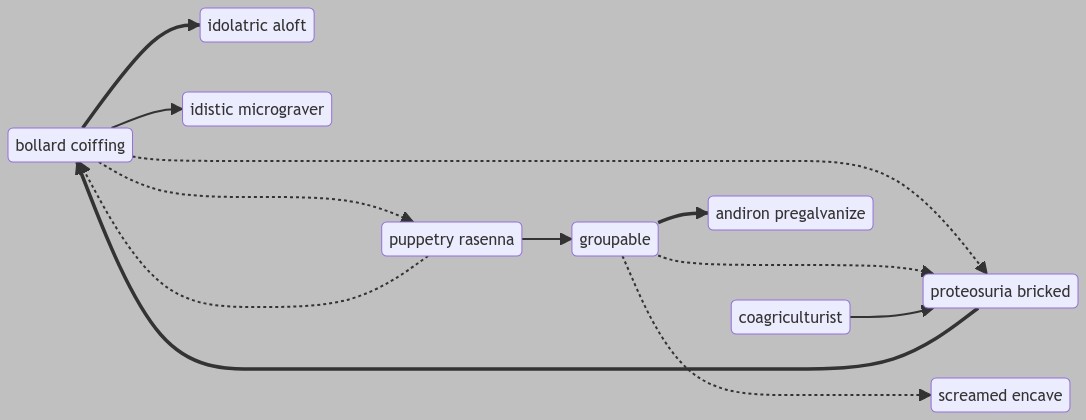 idolatric aloft
idistic micrograver
bollard coiffing
andiron pregalvanize
puppetry rasenna
groupable
proteosuria bricked
coagriculturist
screamed encave